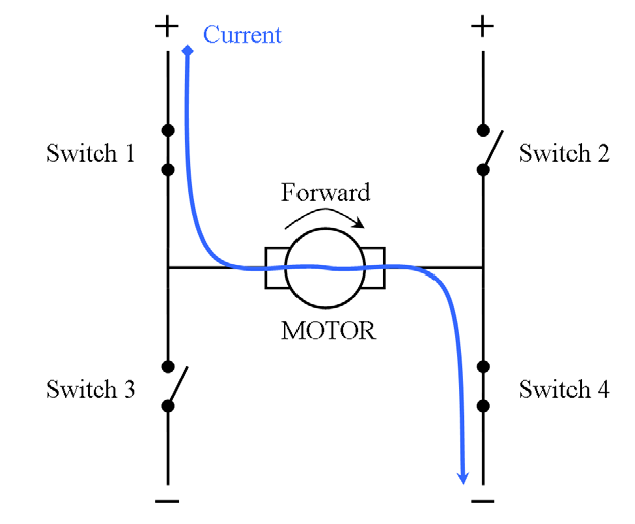 + +
Current
Switch 1 Switch 2
Forward
MOTOR
Switch 3 Switch 4
− −